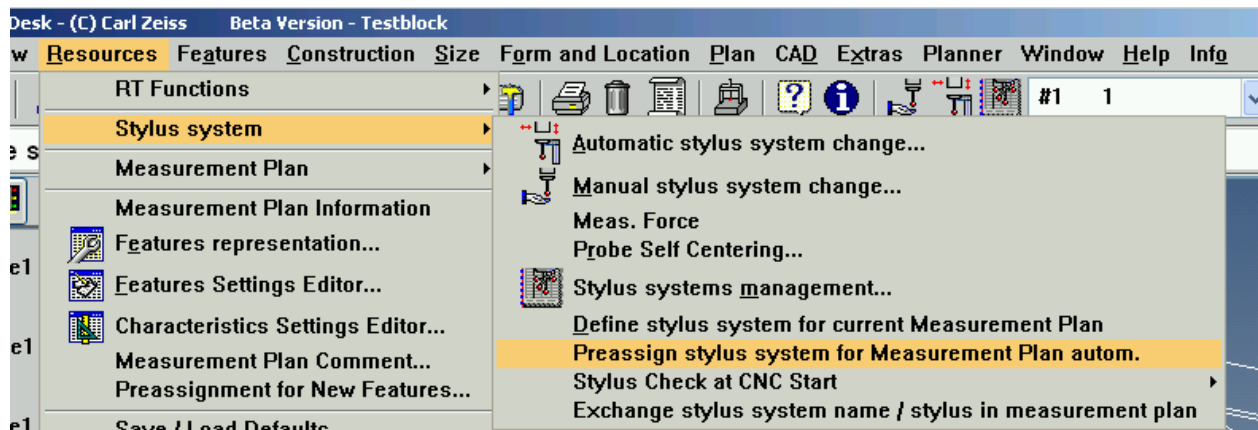 Desk - (C) Carl Zeiss Beta Version - Testblock
w Resources Features Construction Size Form and Location Plan CAD Extras Planner Window Help Info
RT Functions
#1 1
Stylus system
Automatic stylus system change...
Measurement Plan
Manual stylus system change...
Measurement Plan Information
Meas. Force
Features representation...
Probe Self Centering...
e1
Features Settings Editor...
Stylus systems management...
Characteristics Settings Editor...
Define stylus system for current Measurement Plan
e1
Measurement Plan Comment...
Preassign stylus system for Measurement Plan autom.
Preassignment for New Features...
Stylus Check at CNC Start
Exchange stylus system name / stylus in measurement plan
e1
Save / Load Defaults